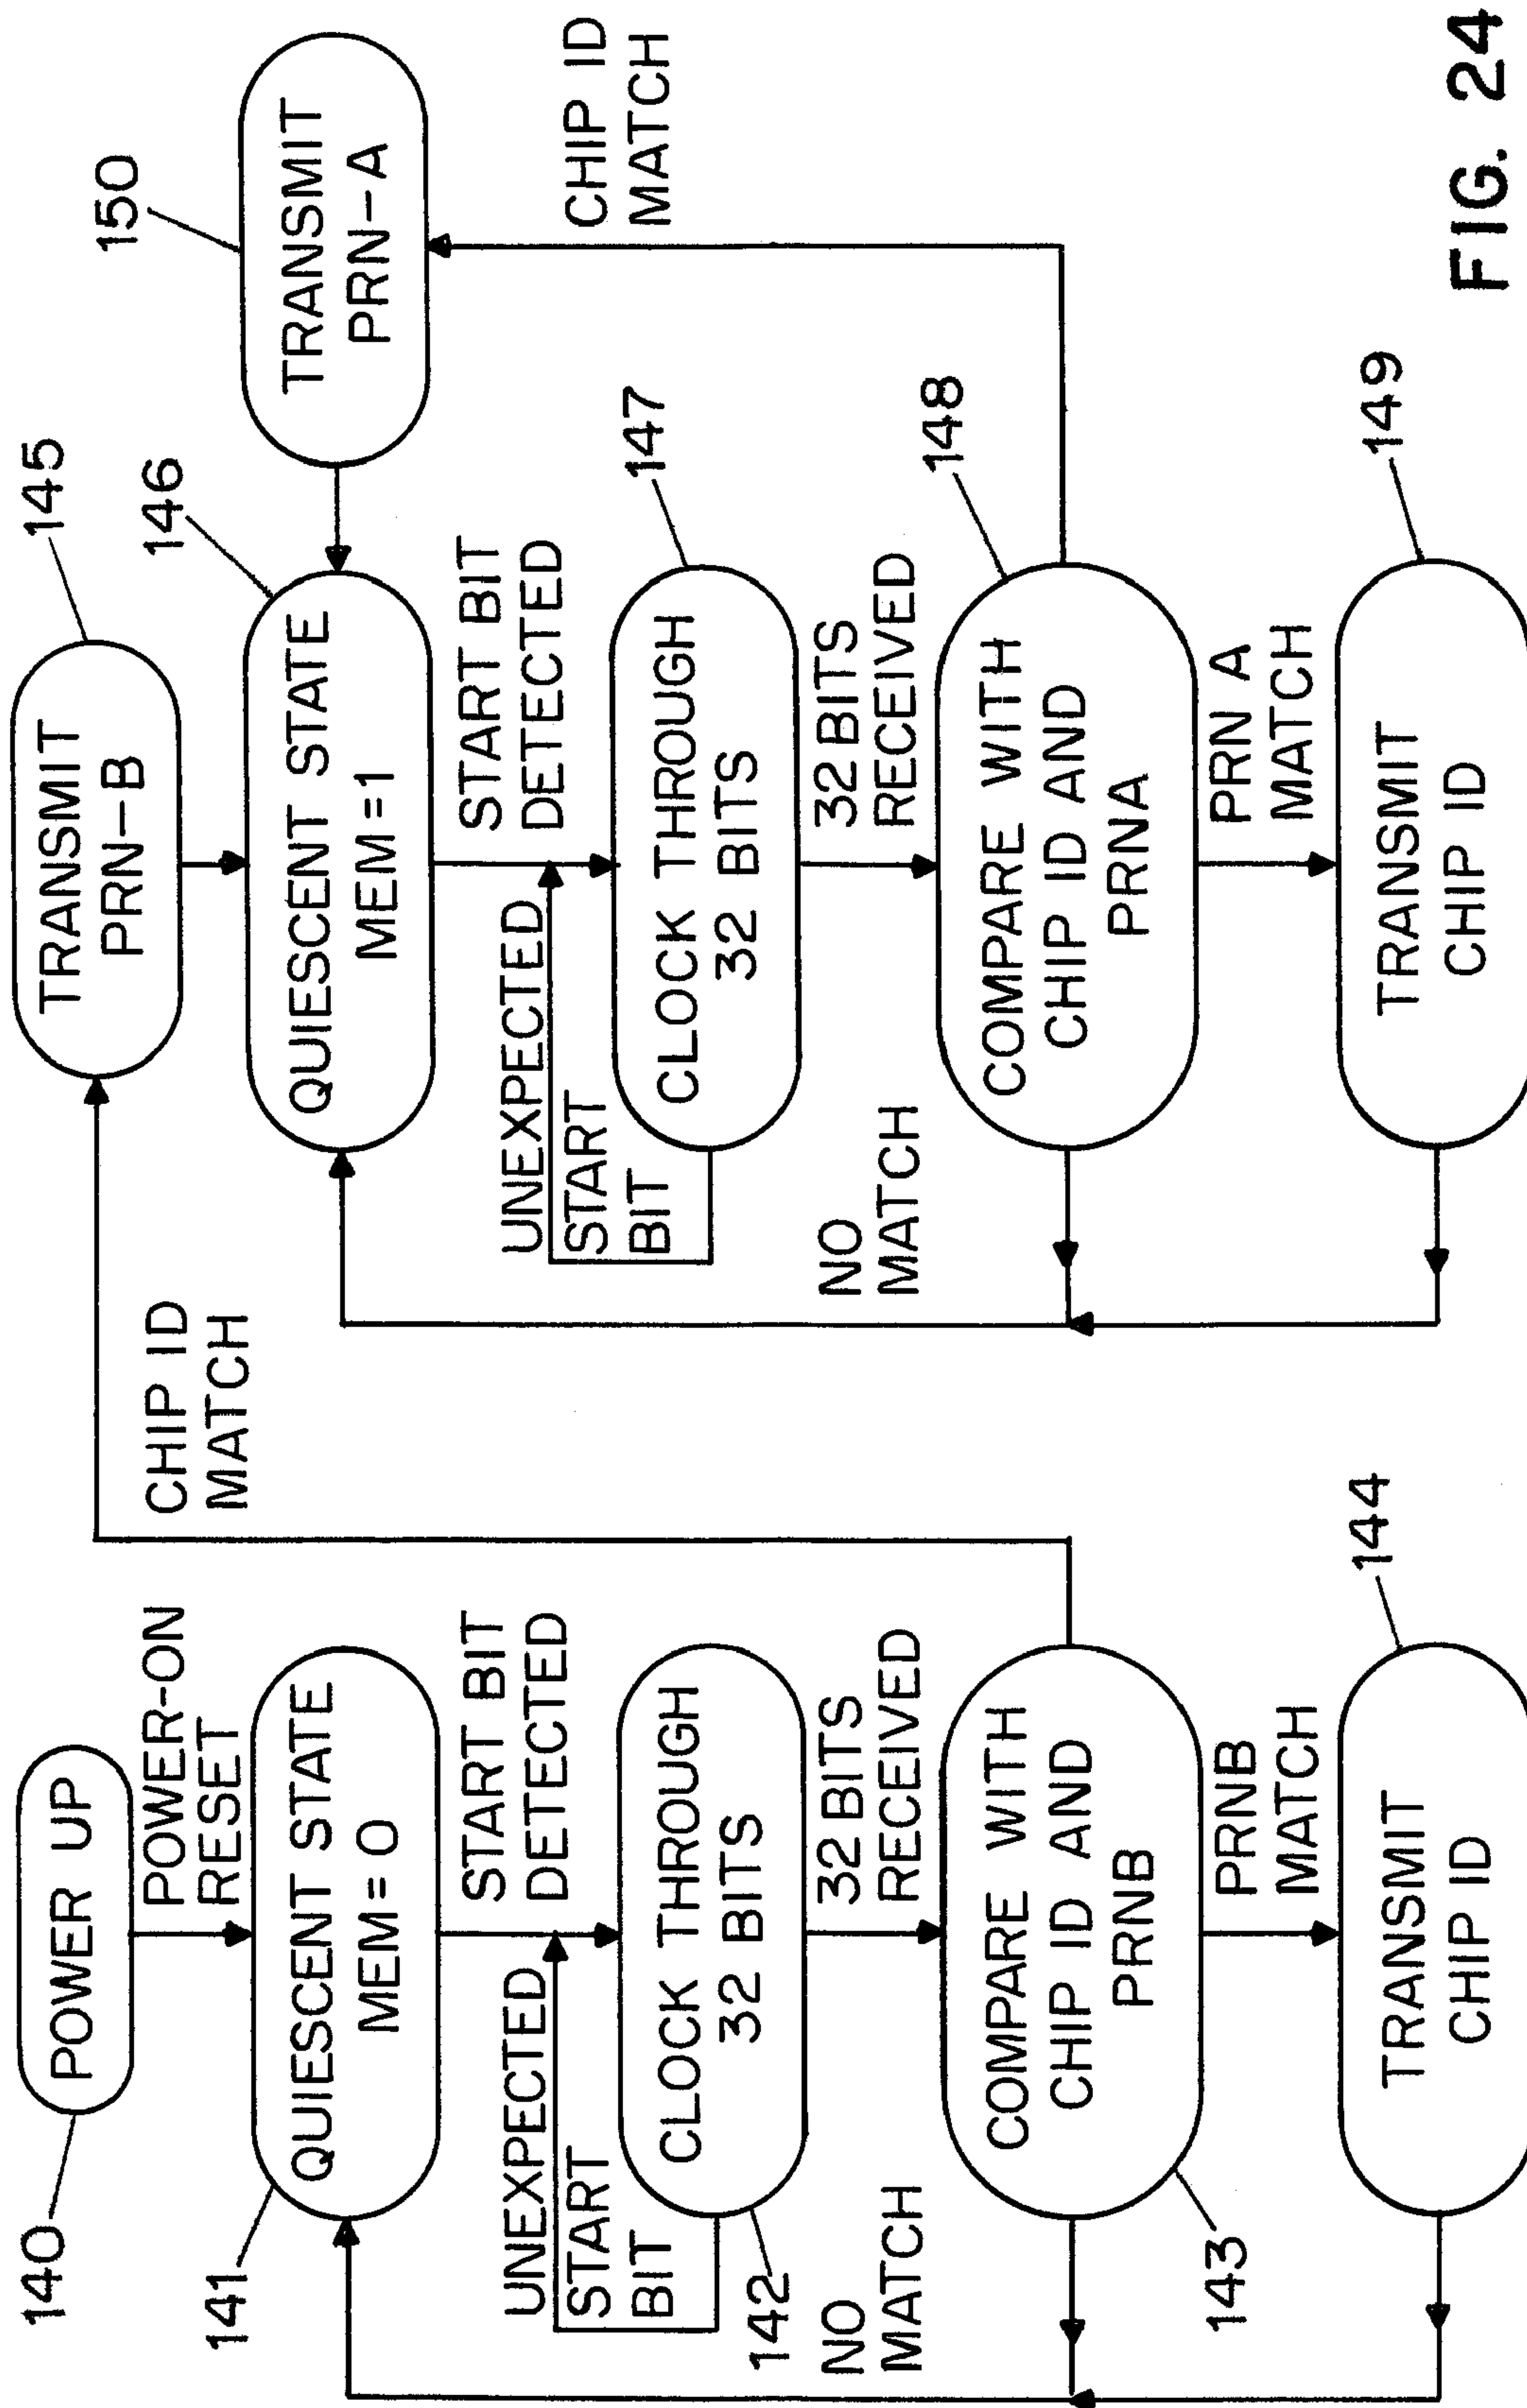 140
POWER UP
POWER-ON
RESET
141
QUIESCENT STATE
MEM=0
START BIT
DETECTED
UNEXPECTED
START
BIT
CLOCK THROUGH
32 BITS
142
32 BITS
RECEIVED
NO
MATCH
COMPARE WITH
CHIP ID AND
PRNB
143
PRNB
MATCH
TRANSMIT
CHIP ID
144
CHIP ID
MATCH
TRANSMIT
PRN-B
145
QUIESCENT STATE
MEM=1
146
START BIT
DETECTED
UNEXPECTED
START
BIT
CLOCK THROUGH
32 BITS
147
32 BITS
RECEIVED
NO
MATCH
COMPARE WITH
CHIP ID AND
PRNA
148
PRN A
MATCH
TRANSMIT
CHIP ID
149
150
TRANSMIT
PRN-A
CHIP ID
MATCH
FIG. 24